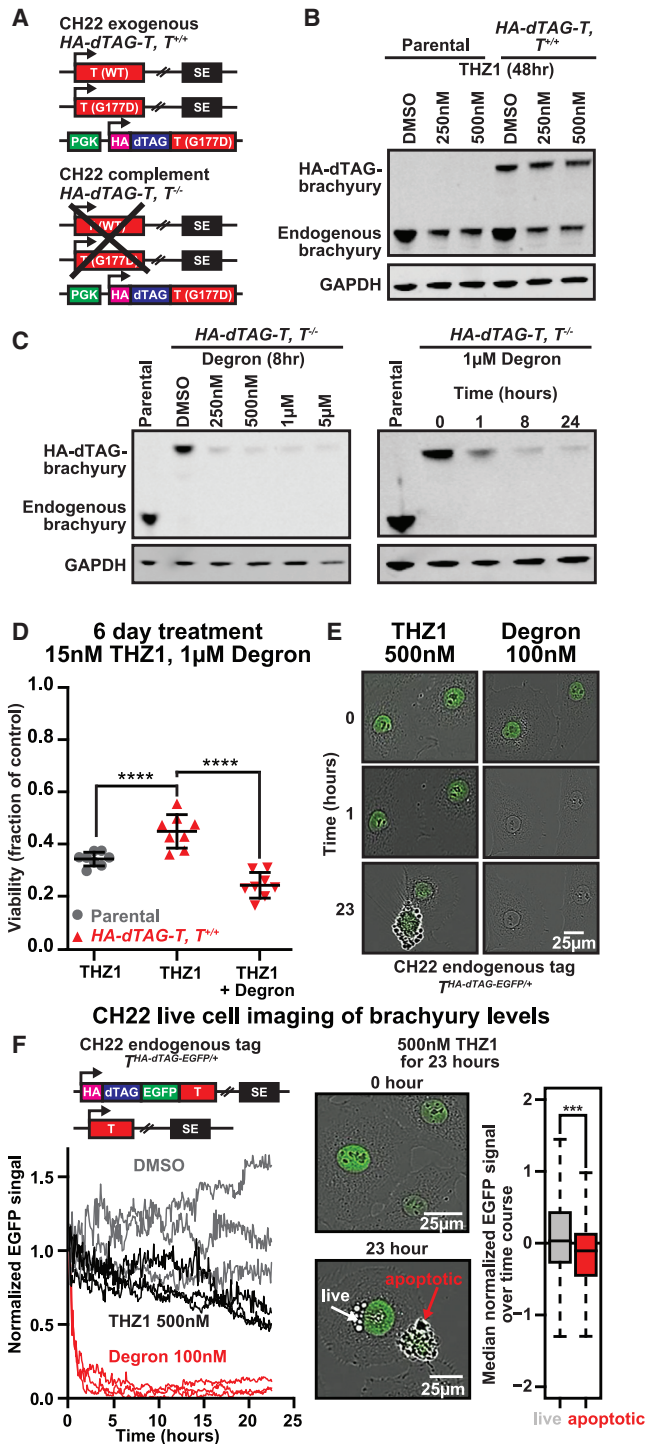 A
CH22 exogenous
HA-dTAG-T, T+/+
T (WT)
SE
T (G177D)
SE
PGK
HA
dTAG
T (G177D)
CH22 complement
HA-dTAG-T, T-/-
T (WT)
SE
T (G177D)
SE
PGK
HA
dTAG
T (G177D)
B
Parental
HA-dTAG-T, T+/+
THZ1 (48hr)
DMSO
250nM
500nM
DMSO
250nM
500nM
HA-dTAG-
brachyury
Endogenous
brachyury
GAPDH
C
HA-dTAG-T, T-/-
Degron (8hr)
Parental
DMSO
250nM
500nM
1µM
5µM
HA-dTAG-
brachyury
Endogenous
brachyury
GAPDH
HA-dTAG-T, T-/-
1µM Degron
Time (hours)
Parental
0 1 8 24
D
6 day treatment
15nM THZ1, 1µM Degron
Viability (fraction of control)
1.0
0.8
0.6
0.4
0.2
0.0
****
****
Parental
HA-dTAG-T, T+/+
THZ1
THZ1
THZ1
+ Degron
E
THZ1
500nM
Degron
100nM
Time (hours)
0
1
23
25µm
CH22 endogenous tag
THA-dTAG-EGFP/+
CH22 live cell imaging of brachyury levels
F
CH22 endogenous tag
THA-dTAG-EGFP/+
HA
dTAG
EGFP
T
SE
T
SE
Normalized EGFP singal
1.5
1.0
0.5
0.0
DMSO
THZ1 500nM
Degron 100nM
0 5 10 15 20 25
Time (hours)
500nM THZ1
for 23 hours
0 hour
25µm
23 hour
live
apoptotic
25µm
Median normalized EGFP signal
over time course
2
1
0
−1
−2
***
live
apoptotic